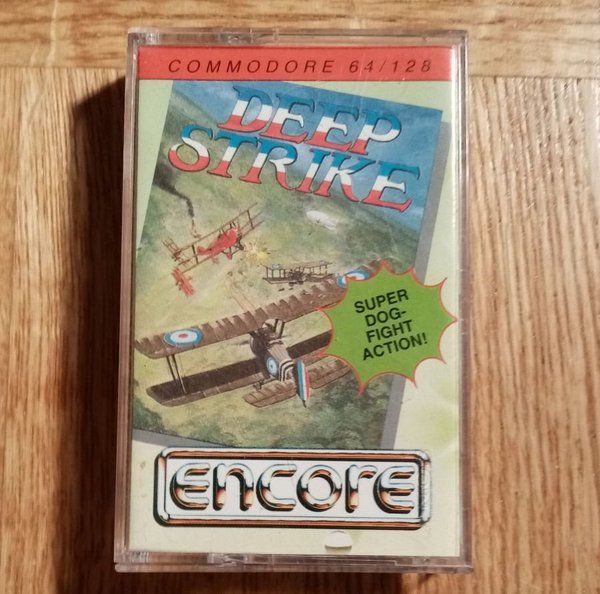 COMMODORE 64/128
DEEP
STRIKE
SUPER
DOG-
FIGHT
ACTION!
encore